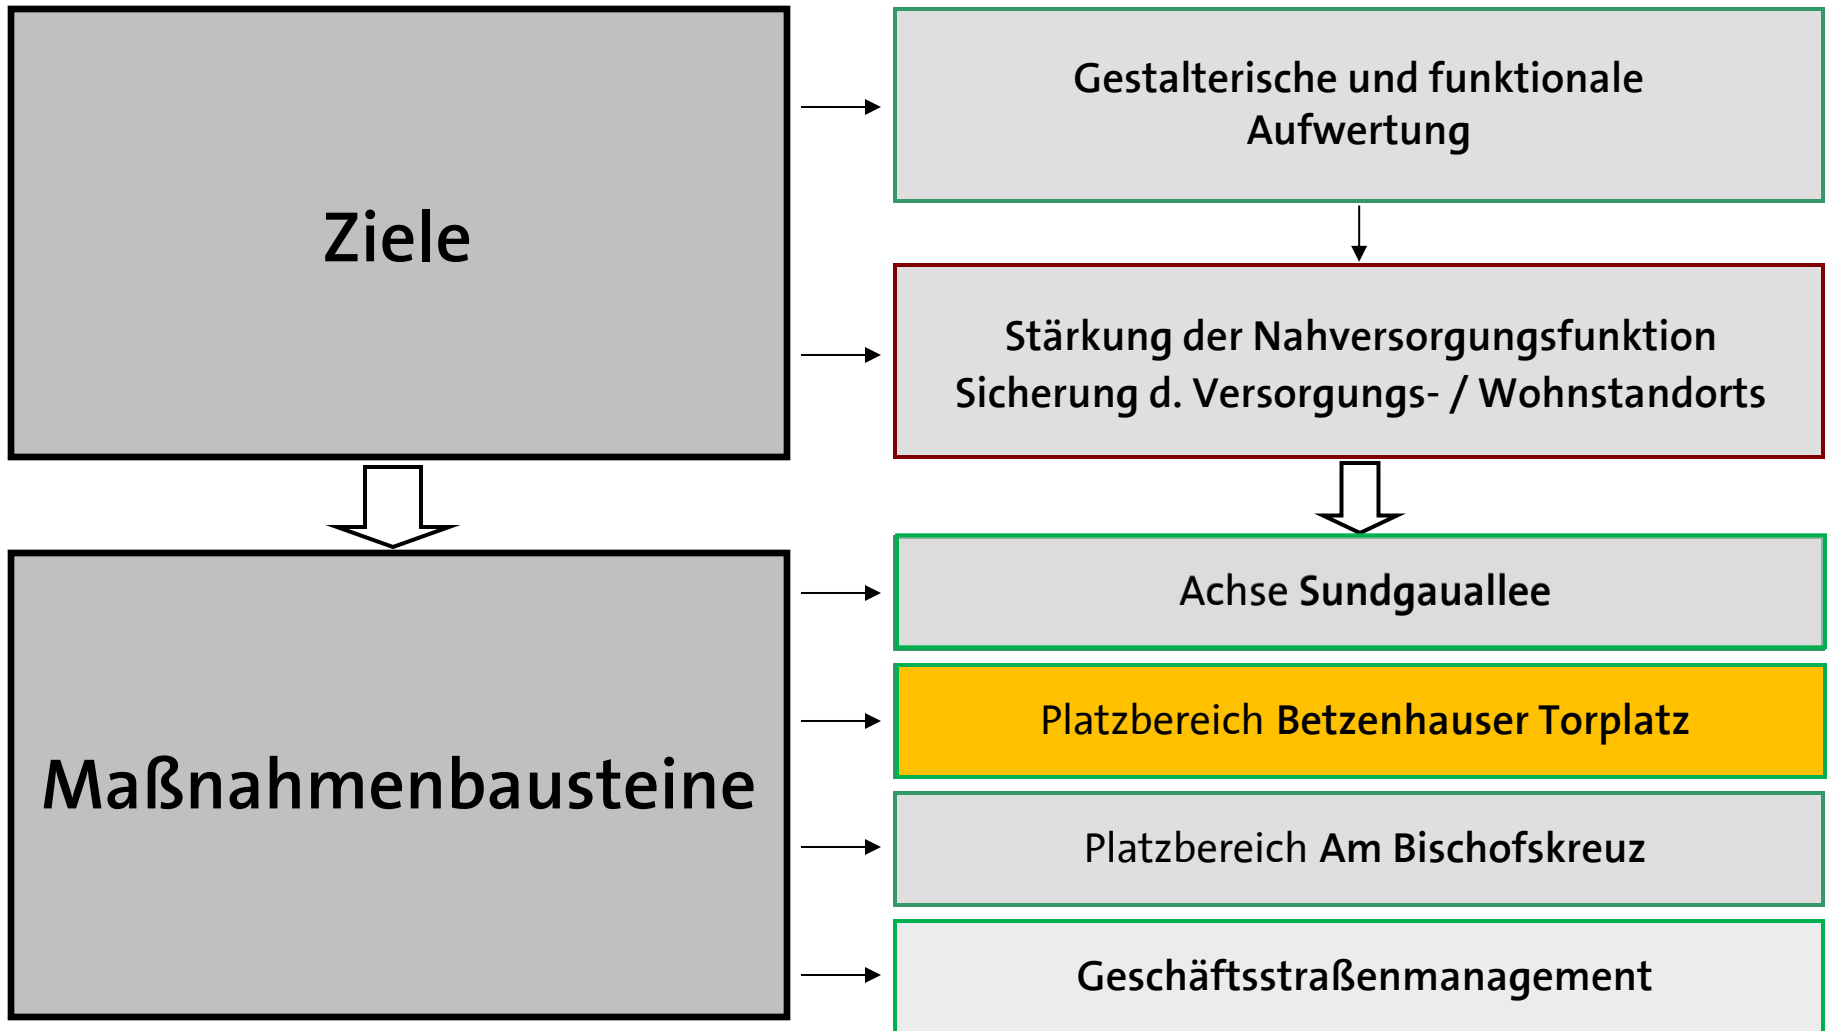 Ziele
Gestalterische und funktionale
Aufwertung
Stärkung der Nahversorgungsfunktion
Sicherung d. Versorgungs- / Wohnstandorts
Maßnahmenbausteine
Achse Sundgauallee
Platzbereich Betzenhauser Torplatz
Platzbereich Am Bischofskreuz
Geschäftsstraßenmanagement